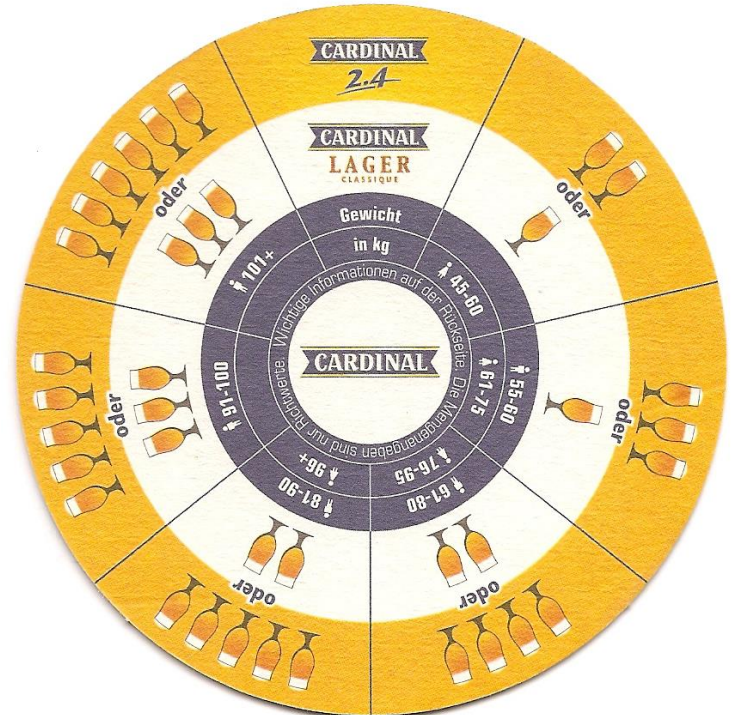 CARDINAL
2.4
CARDINAL
LAGER
CLASSIQUE
Gewicht
in kg
oder
45-60
oder
55-60
61-75
oder
61-80
76-95
oder
81-90
96+
oder
91-100
oder
101+
Wichtige Informationen auf der Rückseite. Die Mengenangaben sind nur Richtwerte.
CARDINAL